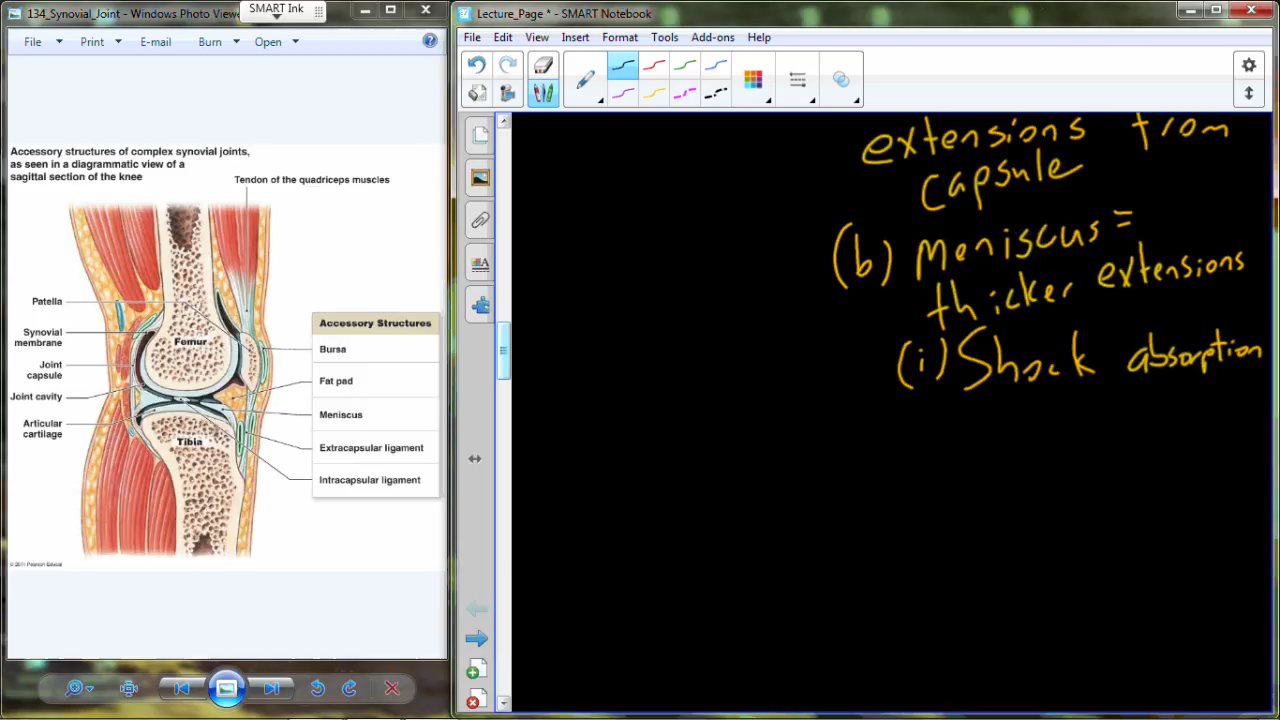 134_Synovial_Joint - Windows Photo Viewe
SMART Ink
File Print E-mail Burn Open
Accessory structures of complex synovial joints,
as seen in a diagrammatic view of a
sagittal section of the knee
Tendon of the quadriceps muscles
Patella
Synovial
membrane
Joint
capsule
Joint cavity
Articular
cartilage
Femur
Tibia
Accessory Structures
Bursa
Fat pad
Meniscus
Extracapsular ligament
Intracapsular ligament
Lecture_Page * - SMART Notebook
File Edit View Insert Format Tools Add-ons Help
extensions from
capsule
(b) Meniscus =
thicker extensions
(i) Shock absorption